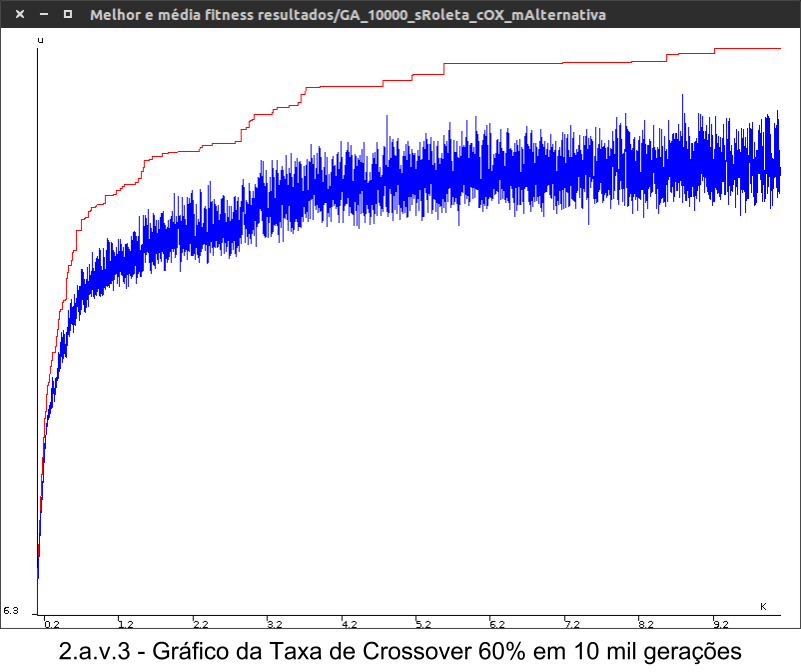 Melhor e média fitness resultados/GA_10000_sRoleta_cOX_mAlternativa
u
6.3
K
0.2 1.2 2.2 3.2 4.2 5.2 6.2 7.2 8.2 9.2
2.a.v.3 - Gráfico da Taxa de Crossover 60% em 10 mil gerações